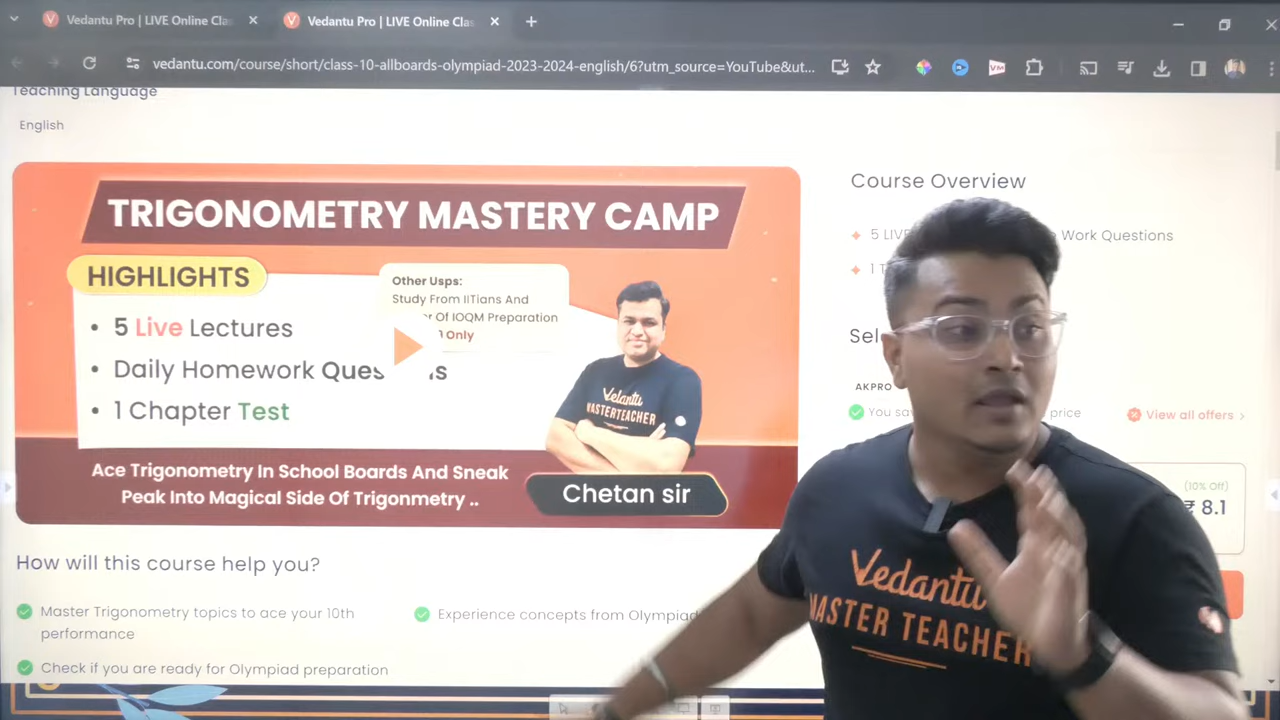 Vedantu Pro | LIVE Online Cla
Vedantu Pro | LIVE Online Clas
vedantu.com/course/short/class-10-allboards-olympiad-2023-2024-english/6?utm_source=YouTube&ut...
Teaching Language
English
TRIGONOMETRY MASTERY CAMP
HIGHLIGHTS
• 5 Live Lectures
• Daily Homework Ques
• 1 Chapter Test
Other Usps:
Study From IITians And
Of IOQM Preparation
Only
Vedantu
MASTERTEACHER
Ace Trigonometry In School Boards And Sneak
Peak Into Magical Side Of Trigonmetry ..
Chetan sir
Course Overview
5 LIVE
Work Questions
1 T
Sel
AKPRO
You sav
price
View all offers >
(10% Off)
₹ 8.1
How will this course help you?
Master Trigonometry topics to ace your 10th
performance
Experience concepts from Olympiad
Check if you are ready for Olympiad preparation
Vedantu
MASTER TEACHER
VM